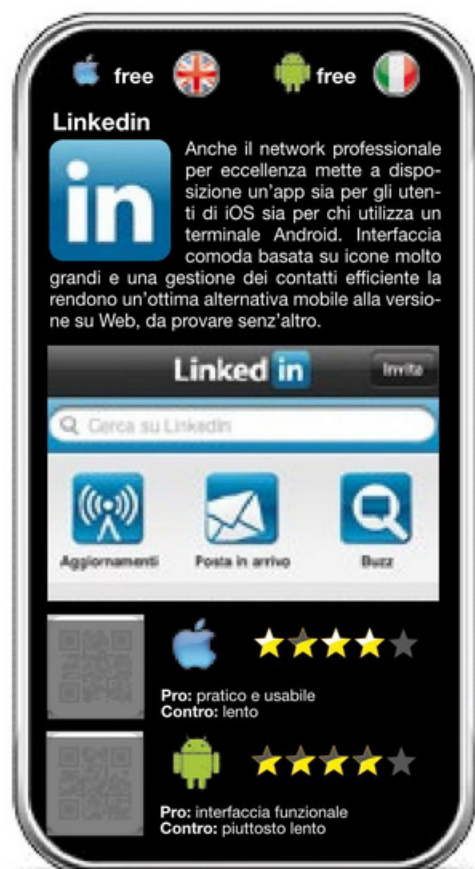 free free
Linkedin
in
Anche il network professionale
per eccellenza mette a dispo-
sizione un'app sia per gli uten-
ti di iOS sia per chi utilizza un
terminale Android. Interfaccia
comoda basata su icone molto
grandi e una gestione dei contatti efficiente la
rendono un'ottima alternativa mobile alla versio-
ne su Web, da provare senz'altro.
Linked in Invita
Cerca su LinkedIn
Aggiornamenti Posta in arrivo Buzz
Pro: pratico e usabile
Contro: lento
Pro: interfaccia funzionale
Contro: piuttosto lento